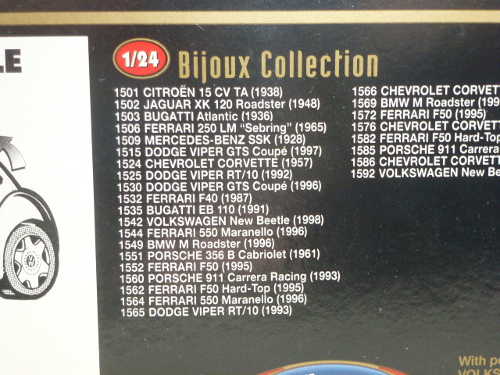 LE
1/24 Bijoux Collection
1501 CITROËN 15 CV TA (1938)
1502 JAGUAR XK 120 Roadster (1948)
1503 BUGATTI Atlantic (1936)
1506 FERRARI 250 LM "Sebring" (1965)
1509 MERCEDES-BENZ SSK (1928)
1515 DODGE VIPER GTS Coupé (1997)
1524 CHEVROLET CORVETTE (1957)
1525 DODGE VIPER RT/10 (1992)
1530 DODGE VIPER GTS Coupé (1996)
1532 FERRARI F40 (1987)
1535 BUGATTI EB 110 (1991)
1542 VOLKSWAGEN New Beetle (1998)
1544 FERRARI 550 Maranello (1996)
1549 BMW M Roadster (1996)
1551 PORSCHE 356 B Cabriolet (1961)
1552 FERRARI F50 (1995)
1560 PORSCHE 911 Carrera Racing (1993)
1562 FERRARI F50 Hard-Top (1995)
1564 FERRARI 550 Maranello (1996)
1565 DODGE VIPER RT/10 (1993)
1566 CHEVROLET CORVETT
1569 BMW M Roadster (199
1572 FERRARI F50 (1995)
1576 CHEVROLET CORVETT
1582 FERRARI F50 Hard-Top
1585 PORSCHE 911 Carrera
1586 CHEVROLET CORVETT
1592 VOLKSWAGEN New Bee
With pe
VOLKS